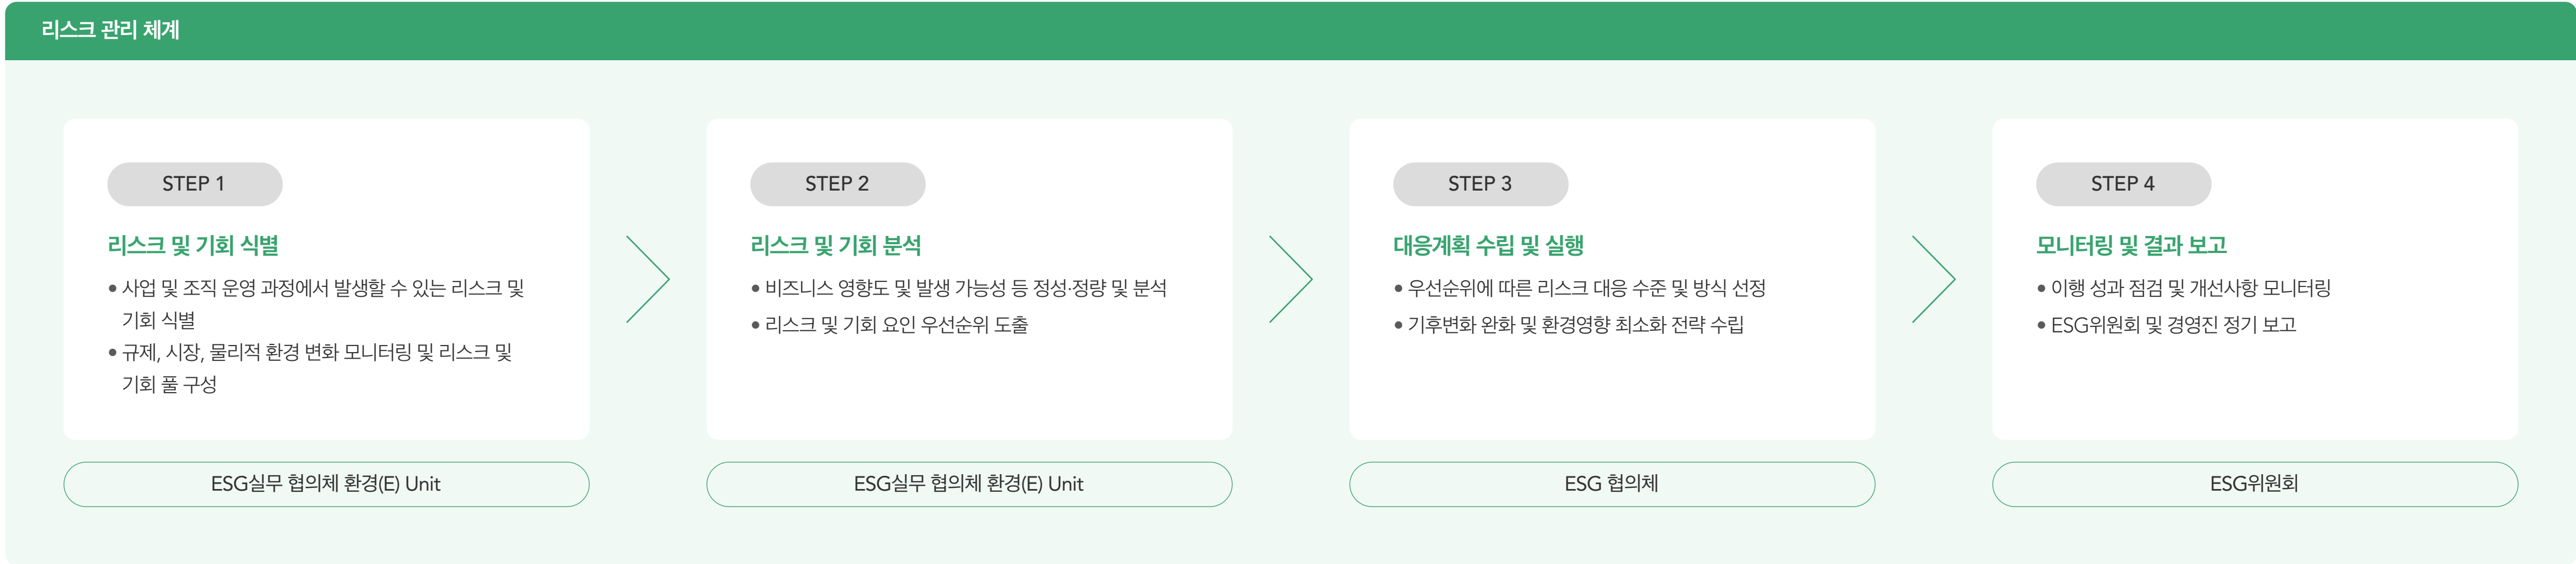 리스크 관리 체계
STEP 1
리스크 및 기회 식별
● 사업 및 조직 운영 과정에서 발생할 수 있는 리스크 및
기회 식별
● 규제, 시장, 물리적 환경 변화 모니터링 및 리스크 및
기회 풀 구성
ESG실무 협의체 환경(E) Unit
STEP 2
리스크 및 기회 분석
● 비즈니스 영향도 및 발생 가능성 등 정성·정량 및 분석
● 리스크 및 기회 요인 우선순위 도출
ESG실무 협의체 환경(E) Unit
STEP 3
대응계획 수립 및 실행
● 우선순위에 따른 리스크 대응 수준 및 방식 선정
● 기후변화 완화 및 환경영향 최소화 전략 수립
ESG 협의체
STEP 4
모니터링 및 결과 보고
● 이행 성과 점검 및 개선사항 모니터링
● ESG위원회 및 경영진 정기 보고
ESG위원회